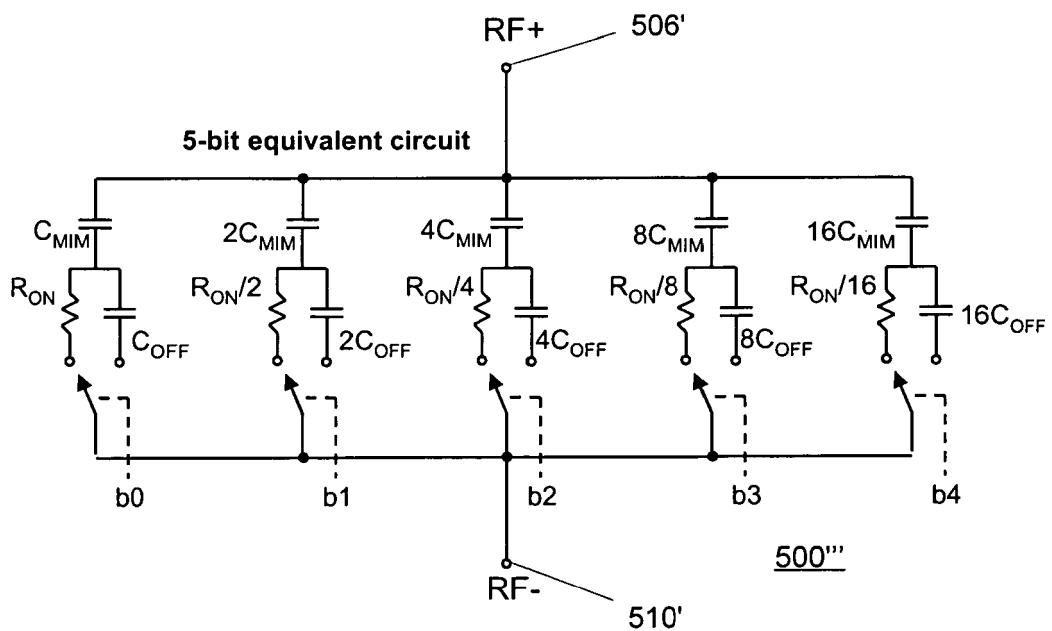 RF+
506'
5-bit equivalent circuit
C_MIM
2C_MIM
4C_MIM
8C_MIM
16C_MIM
R_ON
R_ON/2
R_ON/4
R_ON/8
R_ON/16
C_OFF
2C_OFF
4C_OFF
8C_OFF
16C_OFF
b0
b1
b2
b3
b4
500'''
RF-
510'